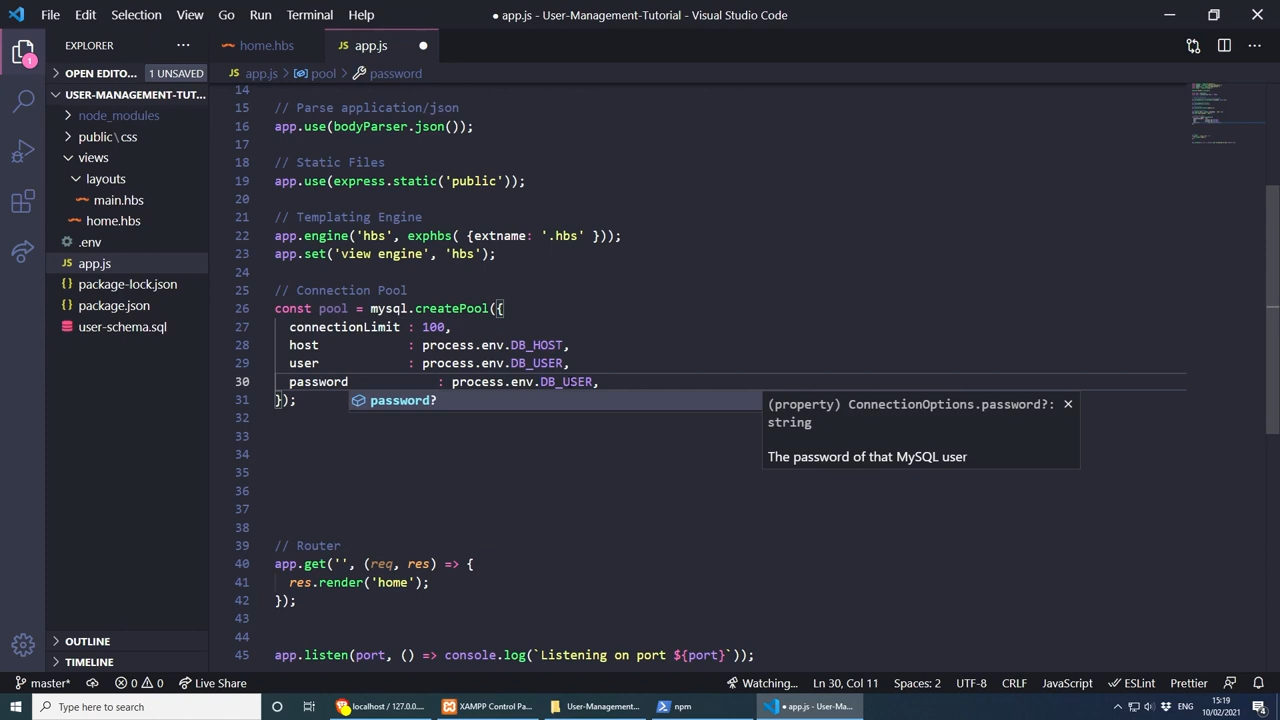 File Edit Selection View Go Run Terminal Help
● app.js - User-Management-Tutorial - Visual Studio Code
EXPLORER
OPEN EDITO... 1 UNSAVED
USER-MANAGEMENT-TUT...
node_modules
public\css
views
layouts
main.hbs
home.hbs
.env
JS app.js
{} package-lock.json
{} package.json
user-schema.sql
OUTLINE
TIMELINE
1
home.hbs
JS app.js ●
JS app.js > pool > password
14
15 // Parse application/json
16 app.use(bodyParser.json());
17
18 // Static Files
19 app.use(express.static('public'));
20
21 // Templating Engine
22 app.engine('hbs', exphbs( {extname: '.hbs' }));
23 app.set('view engine', 'hbs');
24
25 // Connection Pool
26 const pool = mysql.createPool({
27 connectionLimit : 100,
28 host : process.env.DB_HOST,
29 user : process.env.DB_USER,
30 password : process.env.DB_USER,
31 });
password?
(property) ConnectionOptions.password?:
string
The password of that MySQL user
32
33
34
35
36
37
38
39 // Router
40 app.get('', (req, res) => {
41 res.render('home');
42 });
43
44
45 app.listen(port, () => console.log(`Listening on port ${port}`));
master* 0 0 Live Share
Watching... Ln 30, Col 11 Spaces: 2 UTF-8 CRLF JavaScript ESLint Prettier
Type here to search
localhost / 127.0.0....
XAMPP Control Pa...
User-Management...
npm
● app.js - User-Ma...
ENG
15:19
10/02/2021